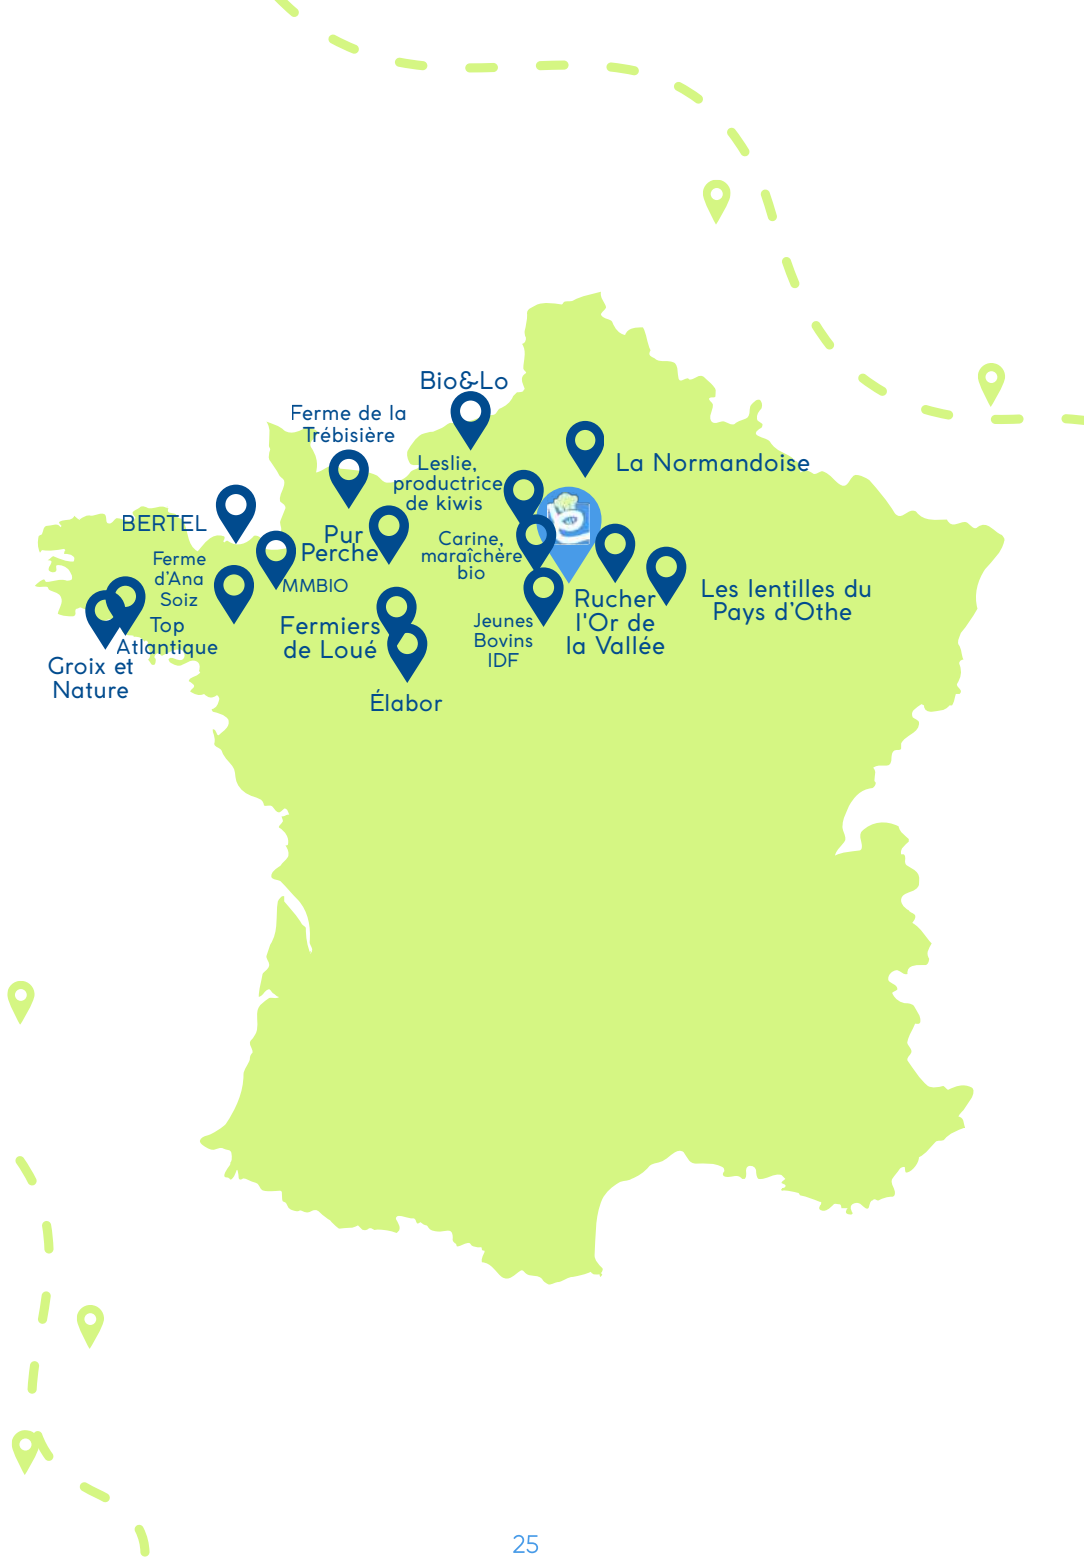 Bio&Lo
Ferme de la
Trébisière
Leslie,
productrice
de kiwis
La Normandoise
BERTEL
Pur
Perche
Carine,
maraîchère
bio
Ferme
d'Ana
Soiz
MMBIO
Les lentilles du
Pays d'Othe
Rucher
l'Or de
la Vallée
Jeunes
Bovins
IDF
Fermiers
de Loué
Top
Atlantique
Groix et
Nature
Élabor
25